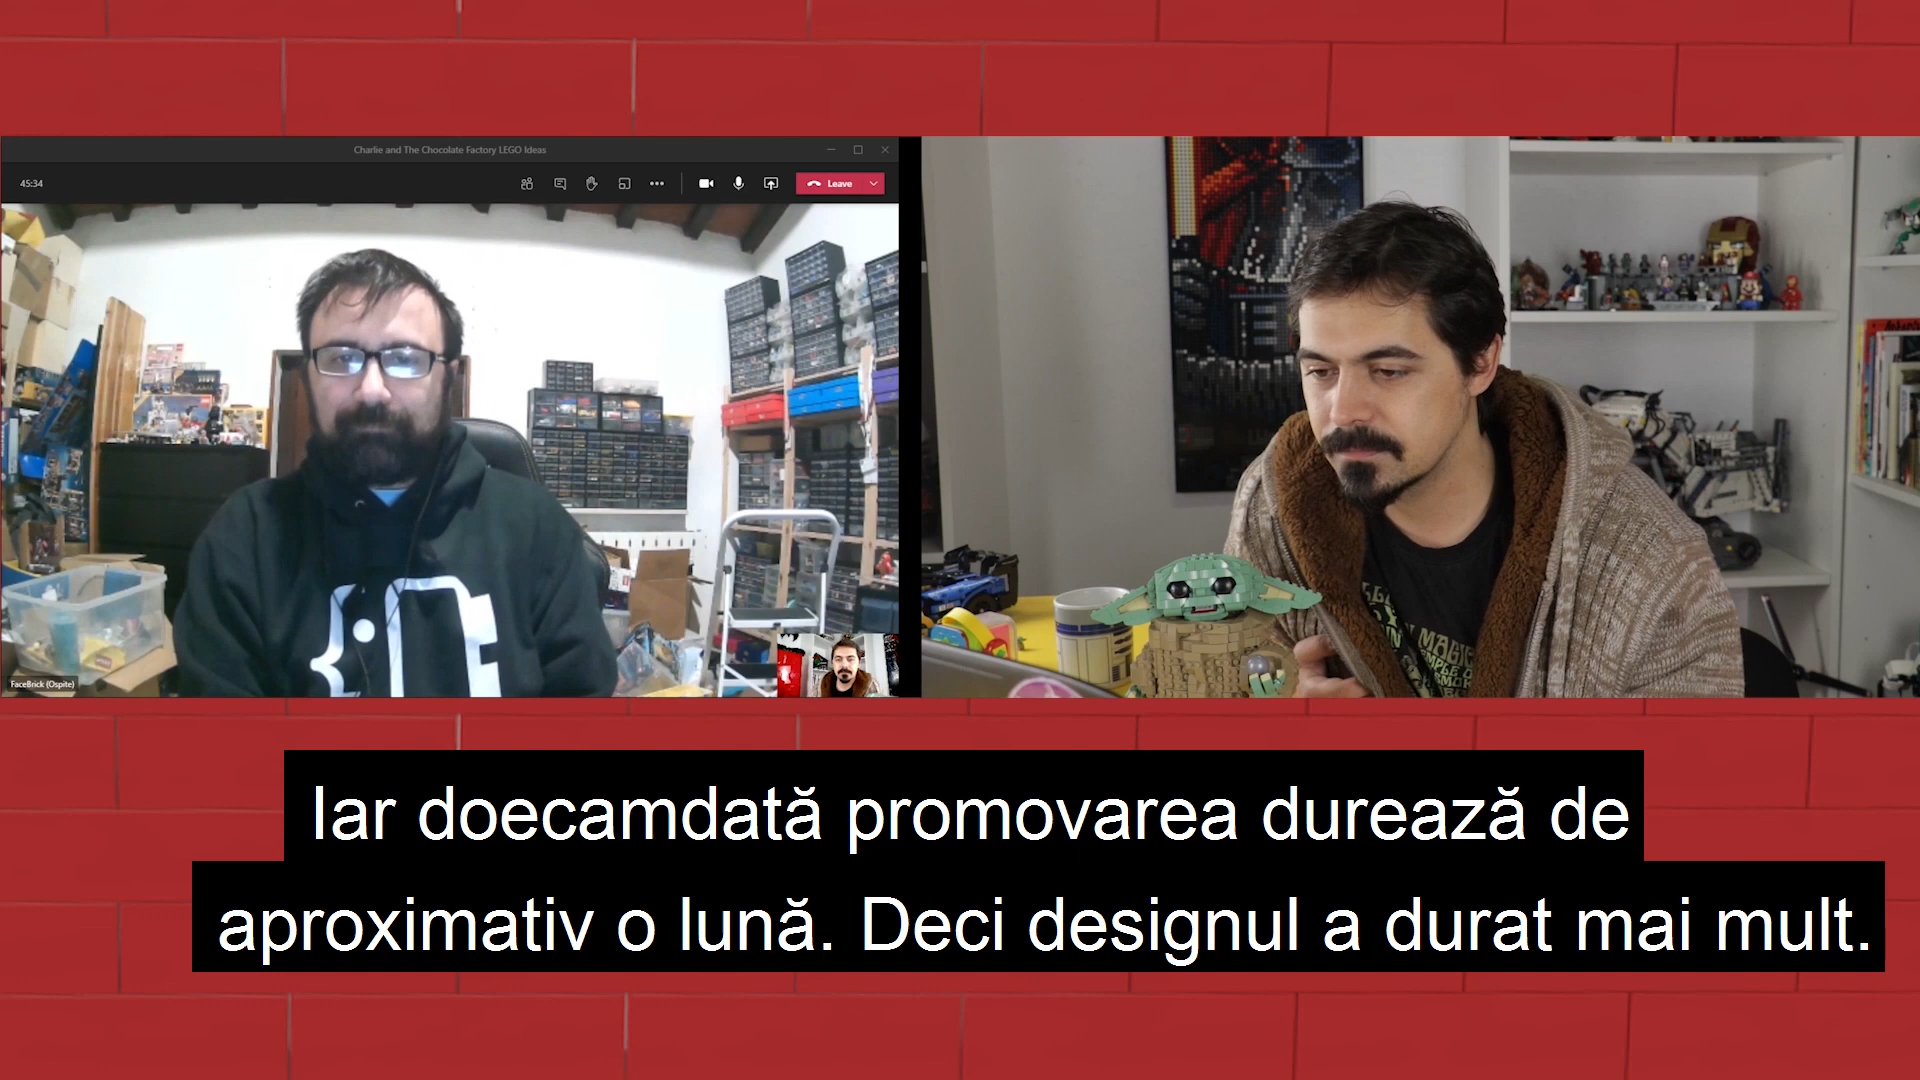 Charlie and The Chocolate Factory LEGO Ideas
45:34
Leave
FaceBrick (Ospite)
MAGIC
Iar doecamdată promovarea durează de
aproximativ o lună. Deci designul a durat mai mult.